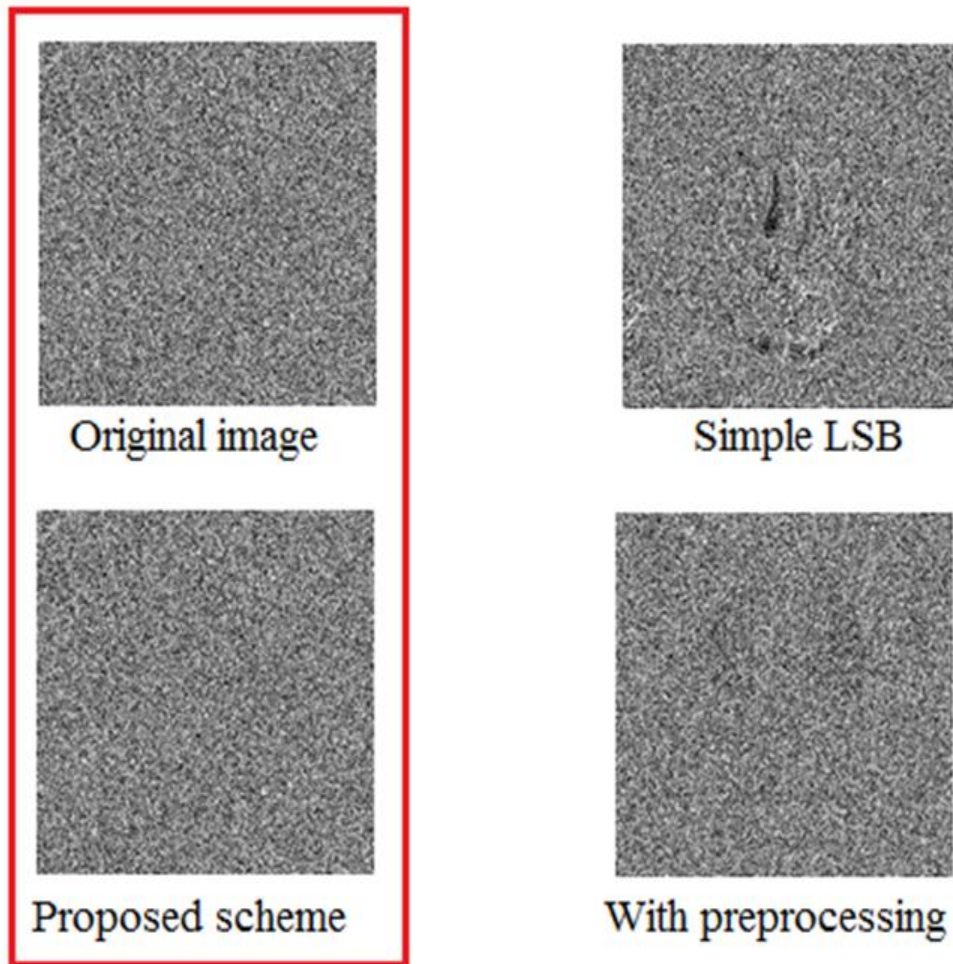 Original image
Simple LSB
Proposed scheme
With preprocessing